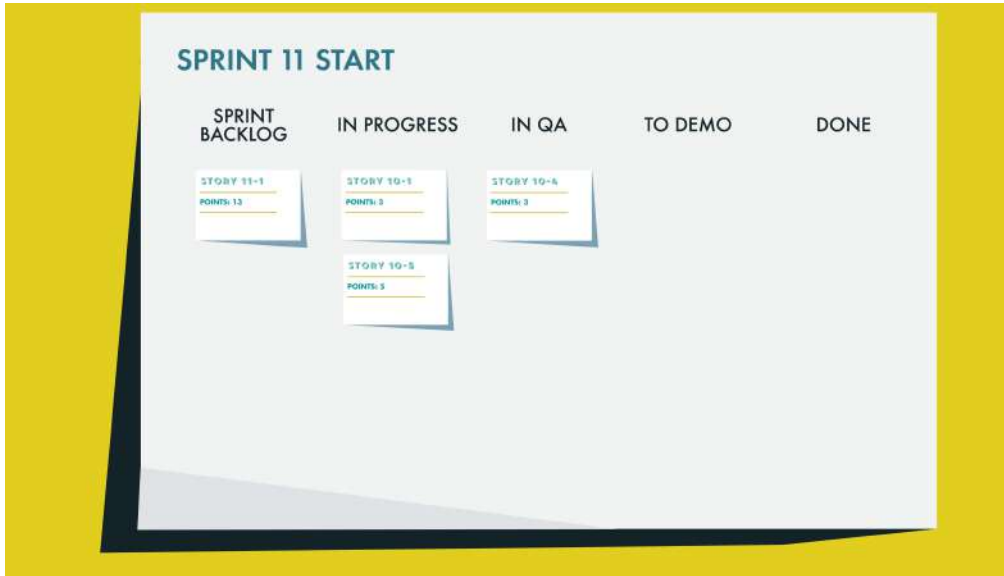 SPRINT 11 START
SPRINT
BACKLOG
IN PROGRESS
IN QA
TO DEMO
DONE
STORY 11-1
POINTS: 13
STORY 10-1
POINTS: 3
STORY 10-4
POINTS: 3
STORY 10-5
POINTS: 5